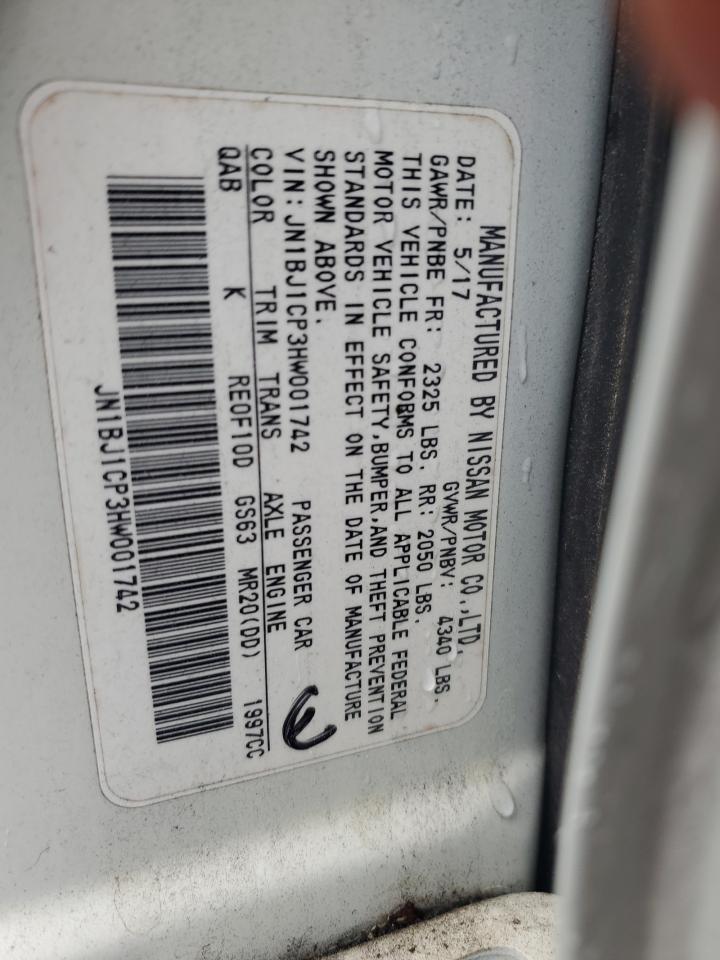 MANUFACTURED BY NISSAN MOTOR CO.,LTD.
DATE: 5/17 GVWR/PNBV: 4340 LBS.
GAWR/PNBE FR: 2325 LBS. RR: 2050 LBS.
THIS VEHICLE CONFORMS TO ALL APPLICABLE FEDERAL
MOTOR VEHICLE SAFETY,BUMPER,AND THEFT PREVENTION
STANDARDS IN EFFECT ON THE DATE OF MANUFACTURE
SHOWN ABOVE.
VIN:JN1BJ1CP3HW001742 PASSENGER CAR
COLOR TRIM TRANS AXLE ENGINE
QAB K RE0F10D GS63 MR20(DD) 1997CC
JN1BJ1CP3HW001742